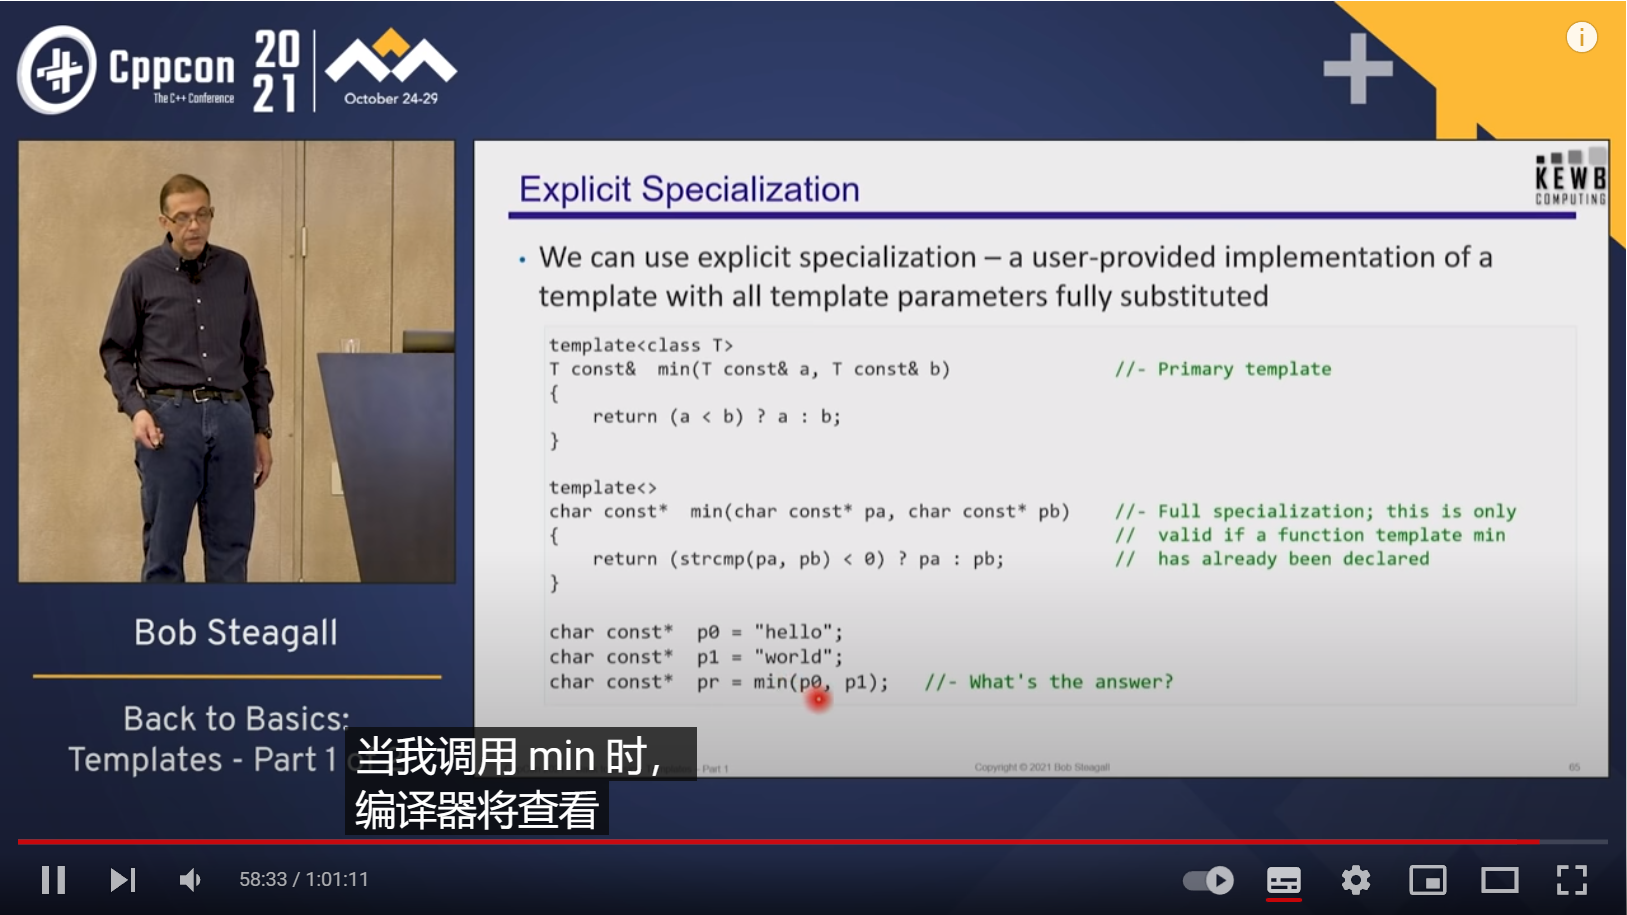 Cppcon
The C++ Conference
20
21
October 24-29
i
KEWB
COMPUTING
Explicit Specialization
• We can use explicit specialization – a user-provided implementation of a
template with all template parameters fully substituted
template<class T>
T const&  min(T const& a, T const& b)  //- Primary template
{
    return (a < b) ? a : b;
}
template<>
char const*  min(char const* pa, char const* pb)  //- Full specialization; this is only
{  //  valid if a function template min
    return (strcmp(pa, pb) < 0) ? pa : pb;  //  has already been declared
}
char const*  p0 = "hello";
char const*  p1 = "world";
char const*  pr = min(p0, p1);  //- What's the answer?
- Part 1
Copyright © 2021 Bob Steagall
65
Bob Steagall
Back to Basics:
Templates - Part 1
当我调用 min 时，
编译器将查看
58:33 / 1:01:11